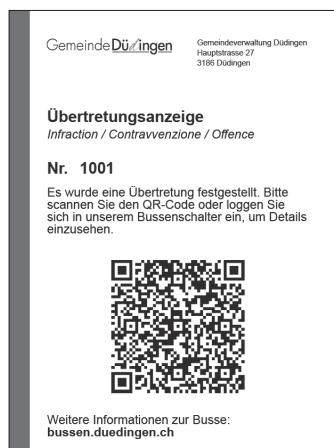 Gemeinde Düdingen
Gemeindeverwaltung Düdingen
Hauptstrasse 27
3186 Düdingen
Übertretungsanzeige
Infraction / Contravvenzione / Offence
Nr. 1001
Es wurde eine Übertretung festgestellt. Bitte
scannen Sie den QR-Code oder loggen Sie
sich in unserem Bussenschalter ein, um Details
einzusehen.
Weitere Informationen zur Busse:
bussen.duedingen.ch